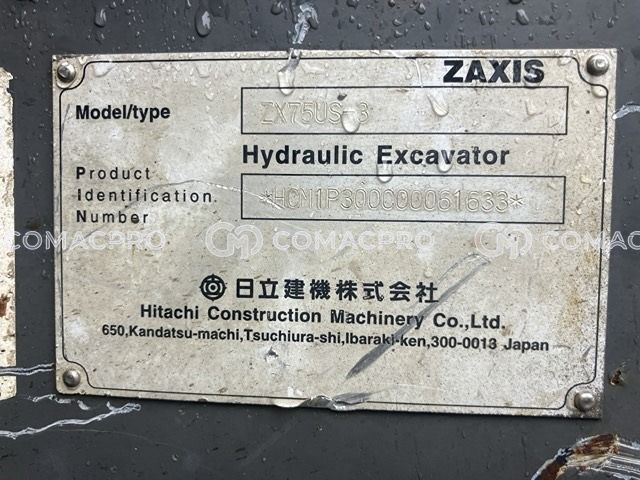 ZAXIS
Model/type
ZX75US-3
Hydraulic Excavator
Product
Identification
Number
*HCM1P300C00061633*
COMACPRO COMACPRO COMACPRO
日立建機株式会社
Hitachi Construction Machinery Co.,Ltd.
650,Kandatsu-machi,Tsuchiura-shi,Ibaraki-ken,300-0013 Japan